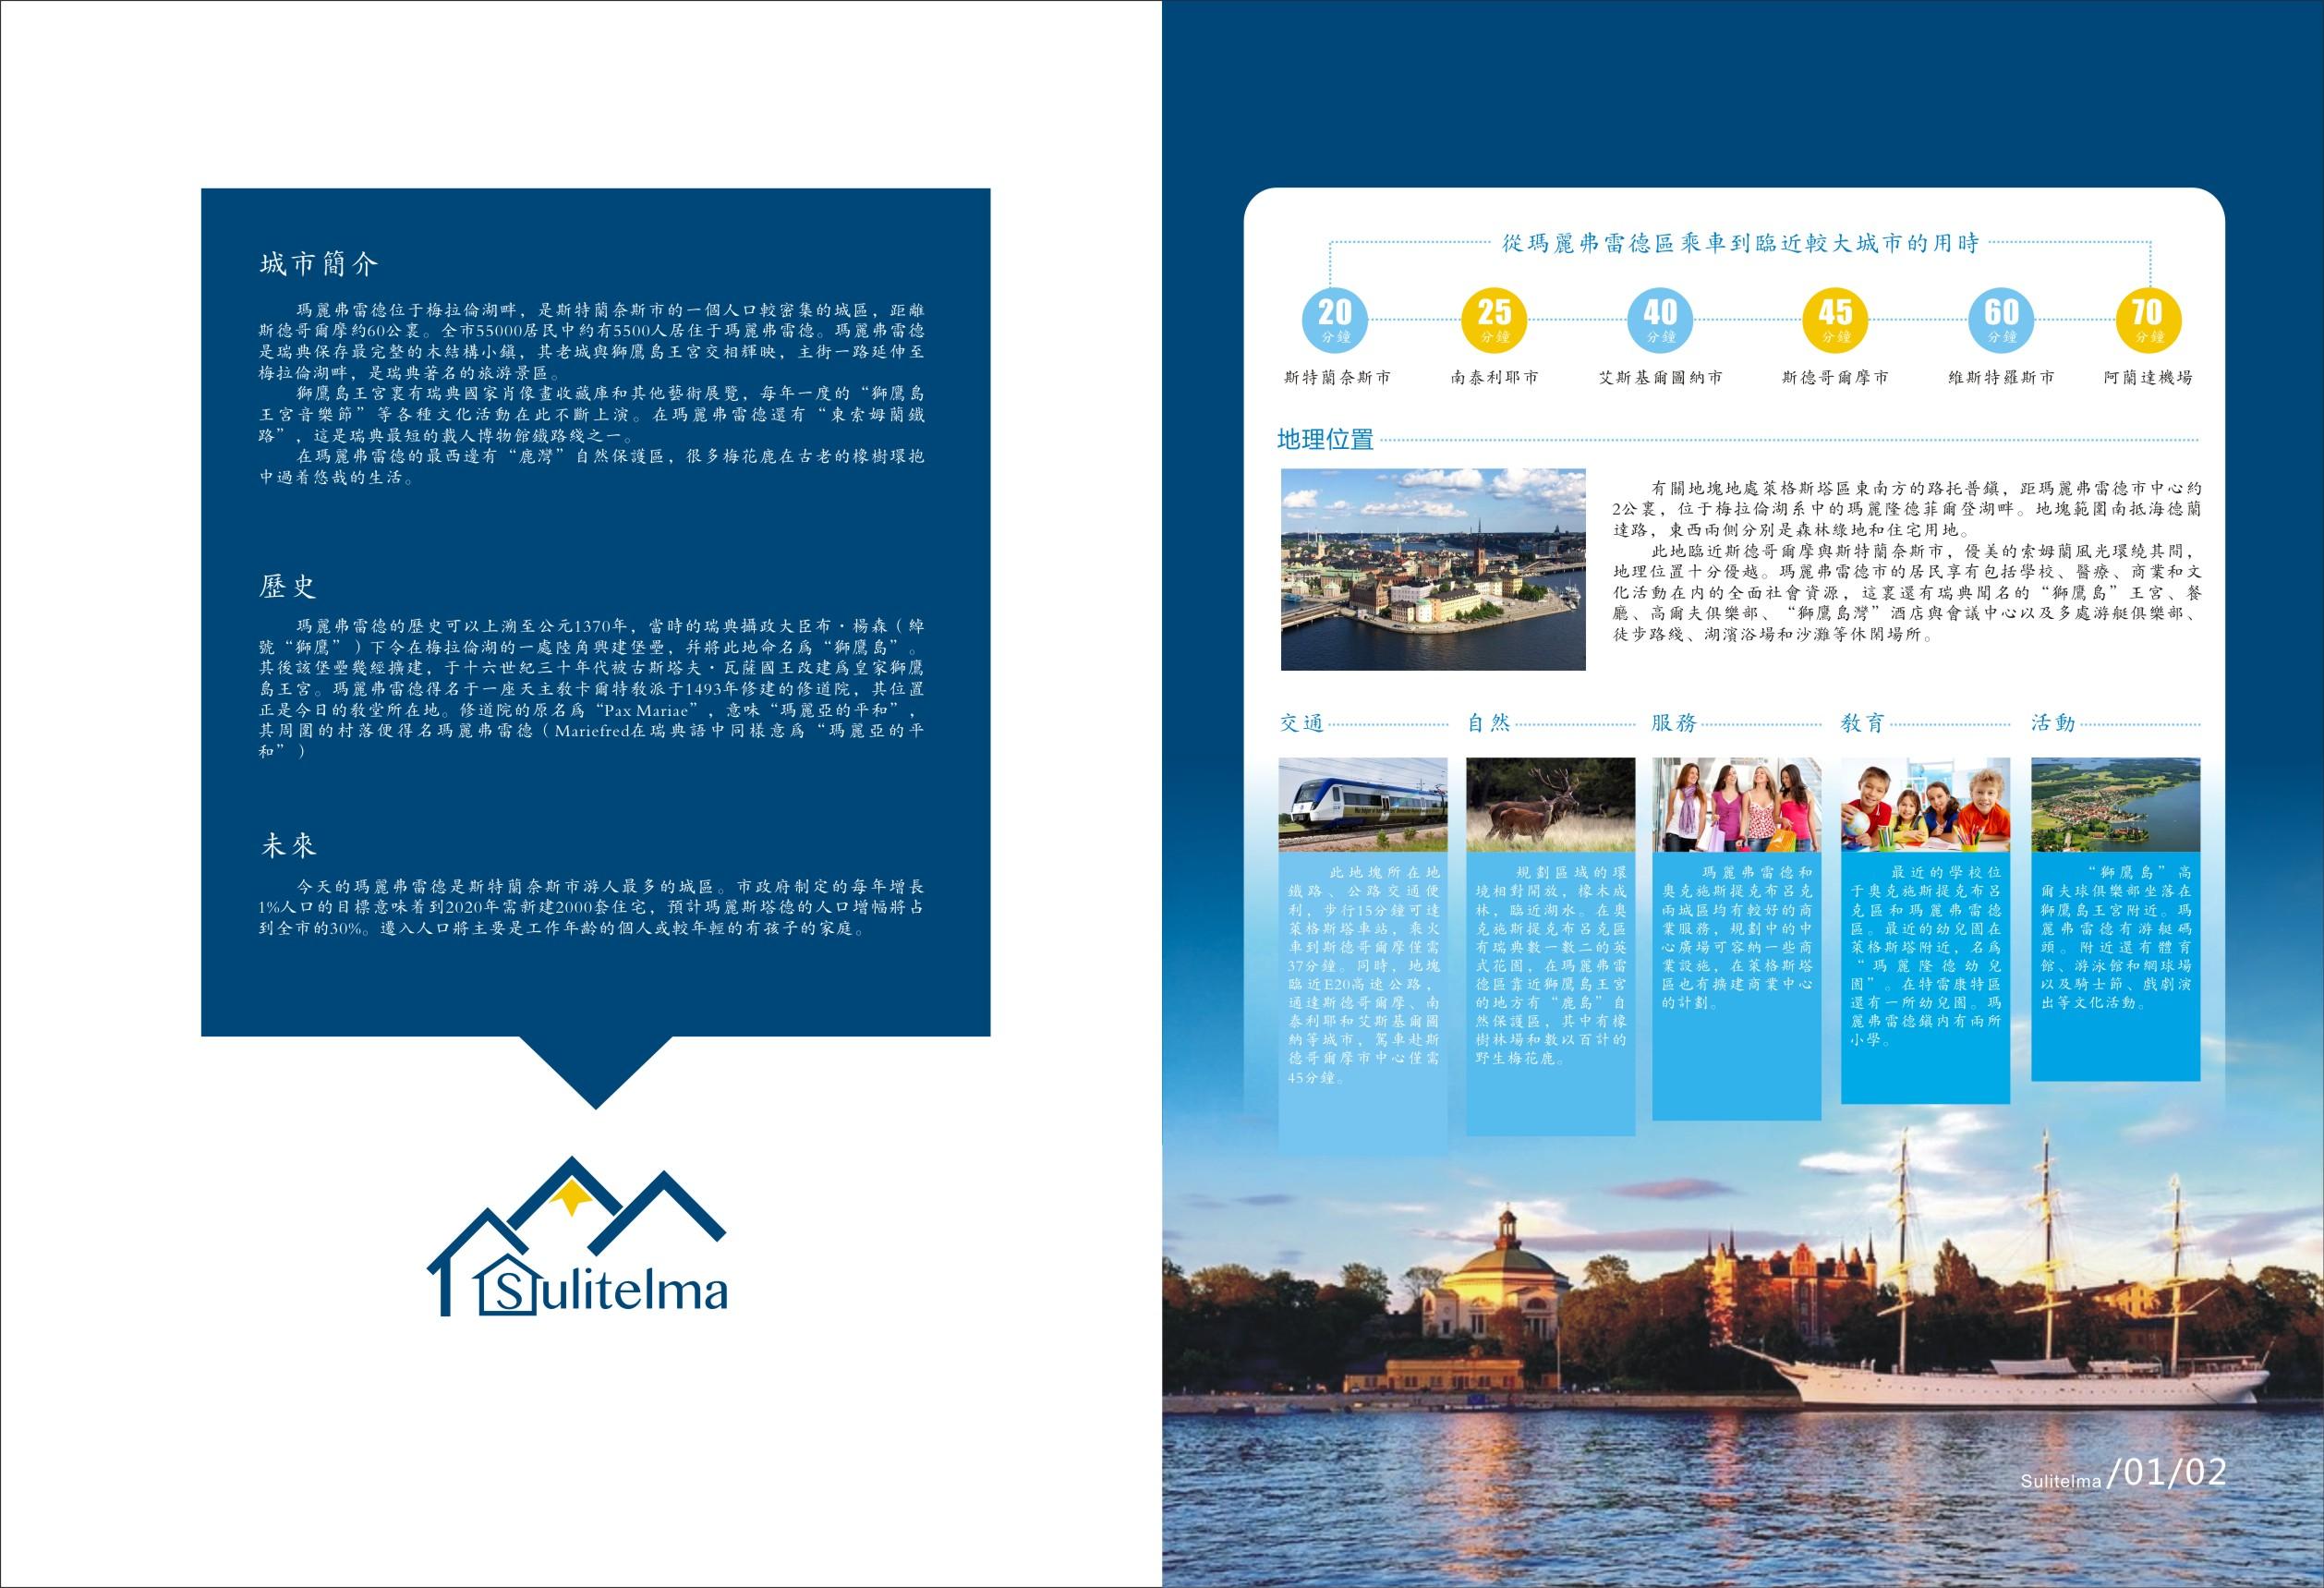 城市簡介
瑪麗弗雷德位于梅拉倫湖畔，是斯特蘭奈斯市的一個人口較密集的城區，距離
斯德哥爾摩約60公裏。全市55000居民中約有5500人居住于瑪麗弗雷德。瑪麗弗雷德
是瑞典保存最完整的木結構小鎮，其老城與獅鷹島王宮交相輝映，主街一路延伸至
梅拉倫湖畔，是瑞典著名的旅游景區。
獅鷹島王宮裏有瑞典國家肖像畫收藏庫和其他藝術展覽，每年一度的“獅鷹島
王宮音樂節”等各種文化活動在此不斷上演。在瑪麗弗雷德還有“東索姆蘭鐵
路”，這是瑞典最短的載人博物館鐵路綫之一。
在瑪麗弗雷德的最西邊有“鹿灣”自然保護區，很多梅花鹿在古老的橡樹環抱
中過着悠哉的生活。
歷史
瑪麗弗雷德的歷史可以上溯至公元1370年，當時的瑞典攝政大臣布·楊森（綽
號“獅鷹”）下令在梅拉倫湖的一處陸角興建堡壘，幷將此地命名爲“獅鷹島”。
其後該堡壘幾經擴建，于十六世紀三十年代被古斯塔夫·瓦薩國王改建爲皇家獅鷹
島王宮。瑪麗弗雷德得名于一座天主教卡爾特教派于1493年修建的修道院，其位置
正是今日的教堂所在地。修道院的原名爲“Pax Mariae”，意味“瑪麗亞的平和”，
其周圍的村落便得名瑪麗弗雷德（Mariefred在瑞典語中同樣意爲“瑪麗亞的平
和”）
未來
今天的瑪麗弗雷德是斯特蘭奈斯市游人最多的城區。市政府制定的每年增長
1%人口的目標意味着到2020年需新建2000套住宅，預計瑪麗斯塔德的人口增幅將占
到全市的30%。遷入人口將主要是工作年齡的個人或較年輕的有孩子的家庭。
Sulitelma
從瑪麗弗雷德區乘車到臨近較大城市的用時
20 25 40 45 60 70
分鐘 分鐘 分鐘 分鐘 分鐘 分鐘
斯特蘭奈斯市 南泰利耶市 艾斯基爾圖納市 斯德哥爾摩市 維斯特羅斯市 阿蘭達機場
地理位置
有關地塊地處萊格斯塔區東南方的路托普鎮，距瑪麗弗雷德市中心約
2公裏，位于梅拉倫湖系中的瑪麗隆德菲爾登湖畔。地塊範圍南抵海德蘭
達路，東西兩側分別是森林綠地和住宅用地。
此地臨近斯德哥爾摩與斯特蘭奈斯市，優美的索姆蘭風光環繞其間，
地理位置十分優越。瑪麗弗雷德市的居民享有包括學校、醫療、商業和文
化活動在內的全面社會資源，這裏還有瑞典聞名的“獅鷹島”王宮、餐
廳、高爾夫俱樂部、“獅鷹島灣”酒店與會議中心以及多處游艇俱樂部、
徒步路綫、湖濱浴場和沙灘等休閑場所。
交通
此地塊所在地
鐵路、公路交通便
利，步行15分鐘可達
萊格斯塔車站，乘火
車到斯德哥爾摩僅需
37分鐘。同時，地塊
臨近E20高速公路，
通達斯德哥爾摩、南
泰利耶和艾斯基爾圖
納等城市，駕車赴斯
德哥爾摩市中心僅需
45分鐘。
自然
規劃區域的環
境相對開放，橡木成
林，臨近湖水。在奧
克施斯提克布呂克區
有瑞典數一數二的英
式花園，在瑪麗弗雷
德區靠近獅鷹島王宮
的地方有“鹿島”自
然保護區，其中有橡
樹林場和數以百計的
野生梅花鹿。
服務
瑪麗弗雷德和
奧克施斯提克布呂克
兩城區均有較好的商
業服務，規劃中的中
心廣場可容納一些商
業設施，在萊格斯塔
區也有擴建商業中心
的計劃。
教育
最近的學校位
于奧克施斯提克布呂
克區和瑪麗弗雷德
區。最近的幼兒園在
萊格斯塔附近，名爲
“瑪麗隆德幼兒
園”。在特雷康特區
還有一所幼兒園。瑪
麗弗雷德鎮內有兩所
小學。
活動
“獅鷹島”高
爾夫球俱樂部坐落在
獅鷹島王宮附近。瑪
麗弗雷德有游艇碼
頭。附近還有體育
館、游泳館和網球場
以及騎士節、戲劇演
出等文化活動。
Sulitelma /01/02